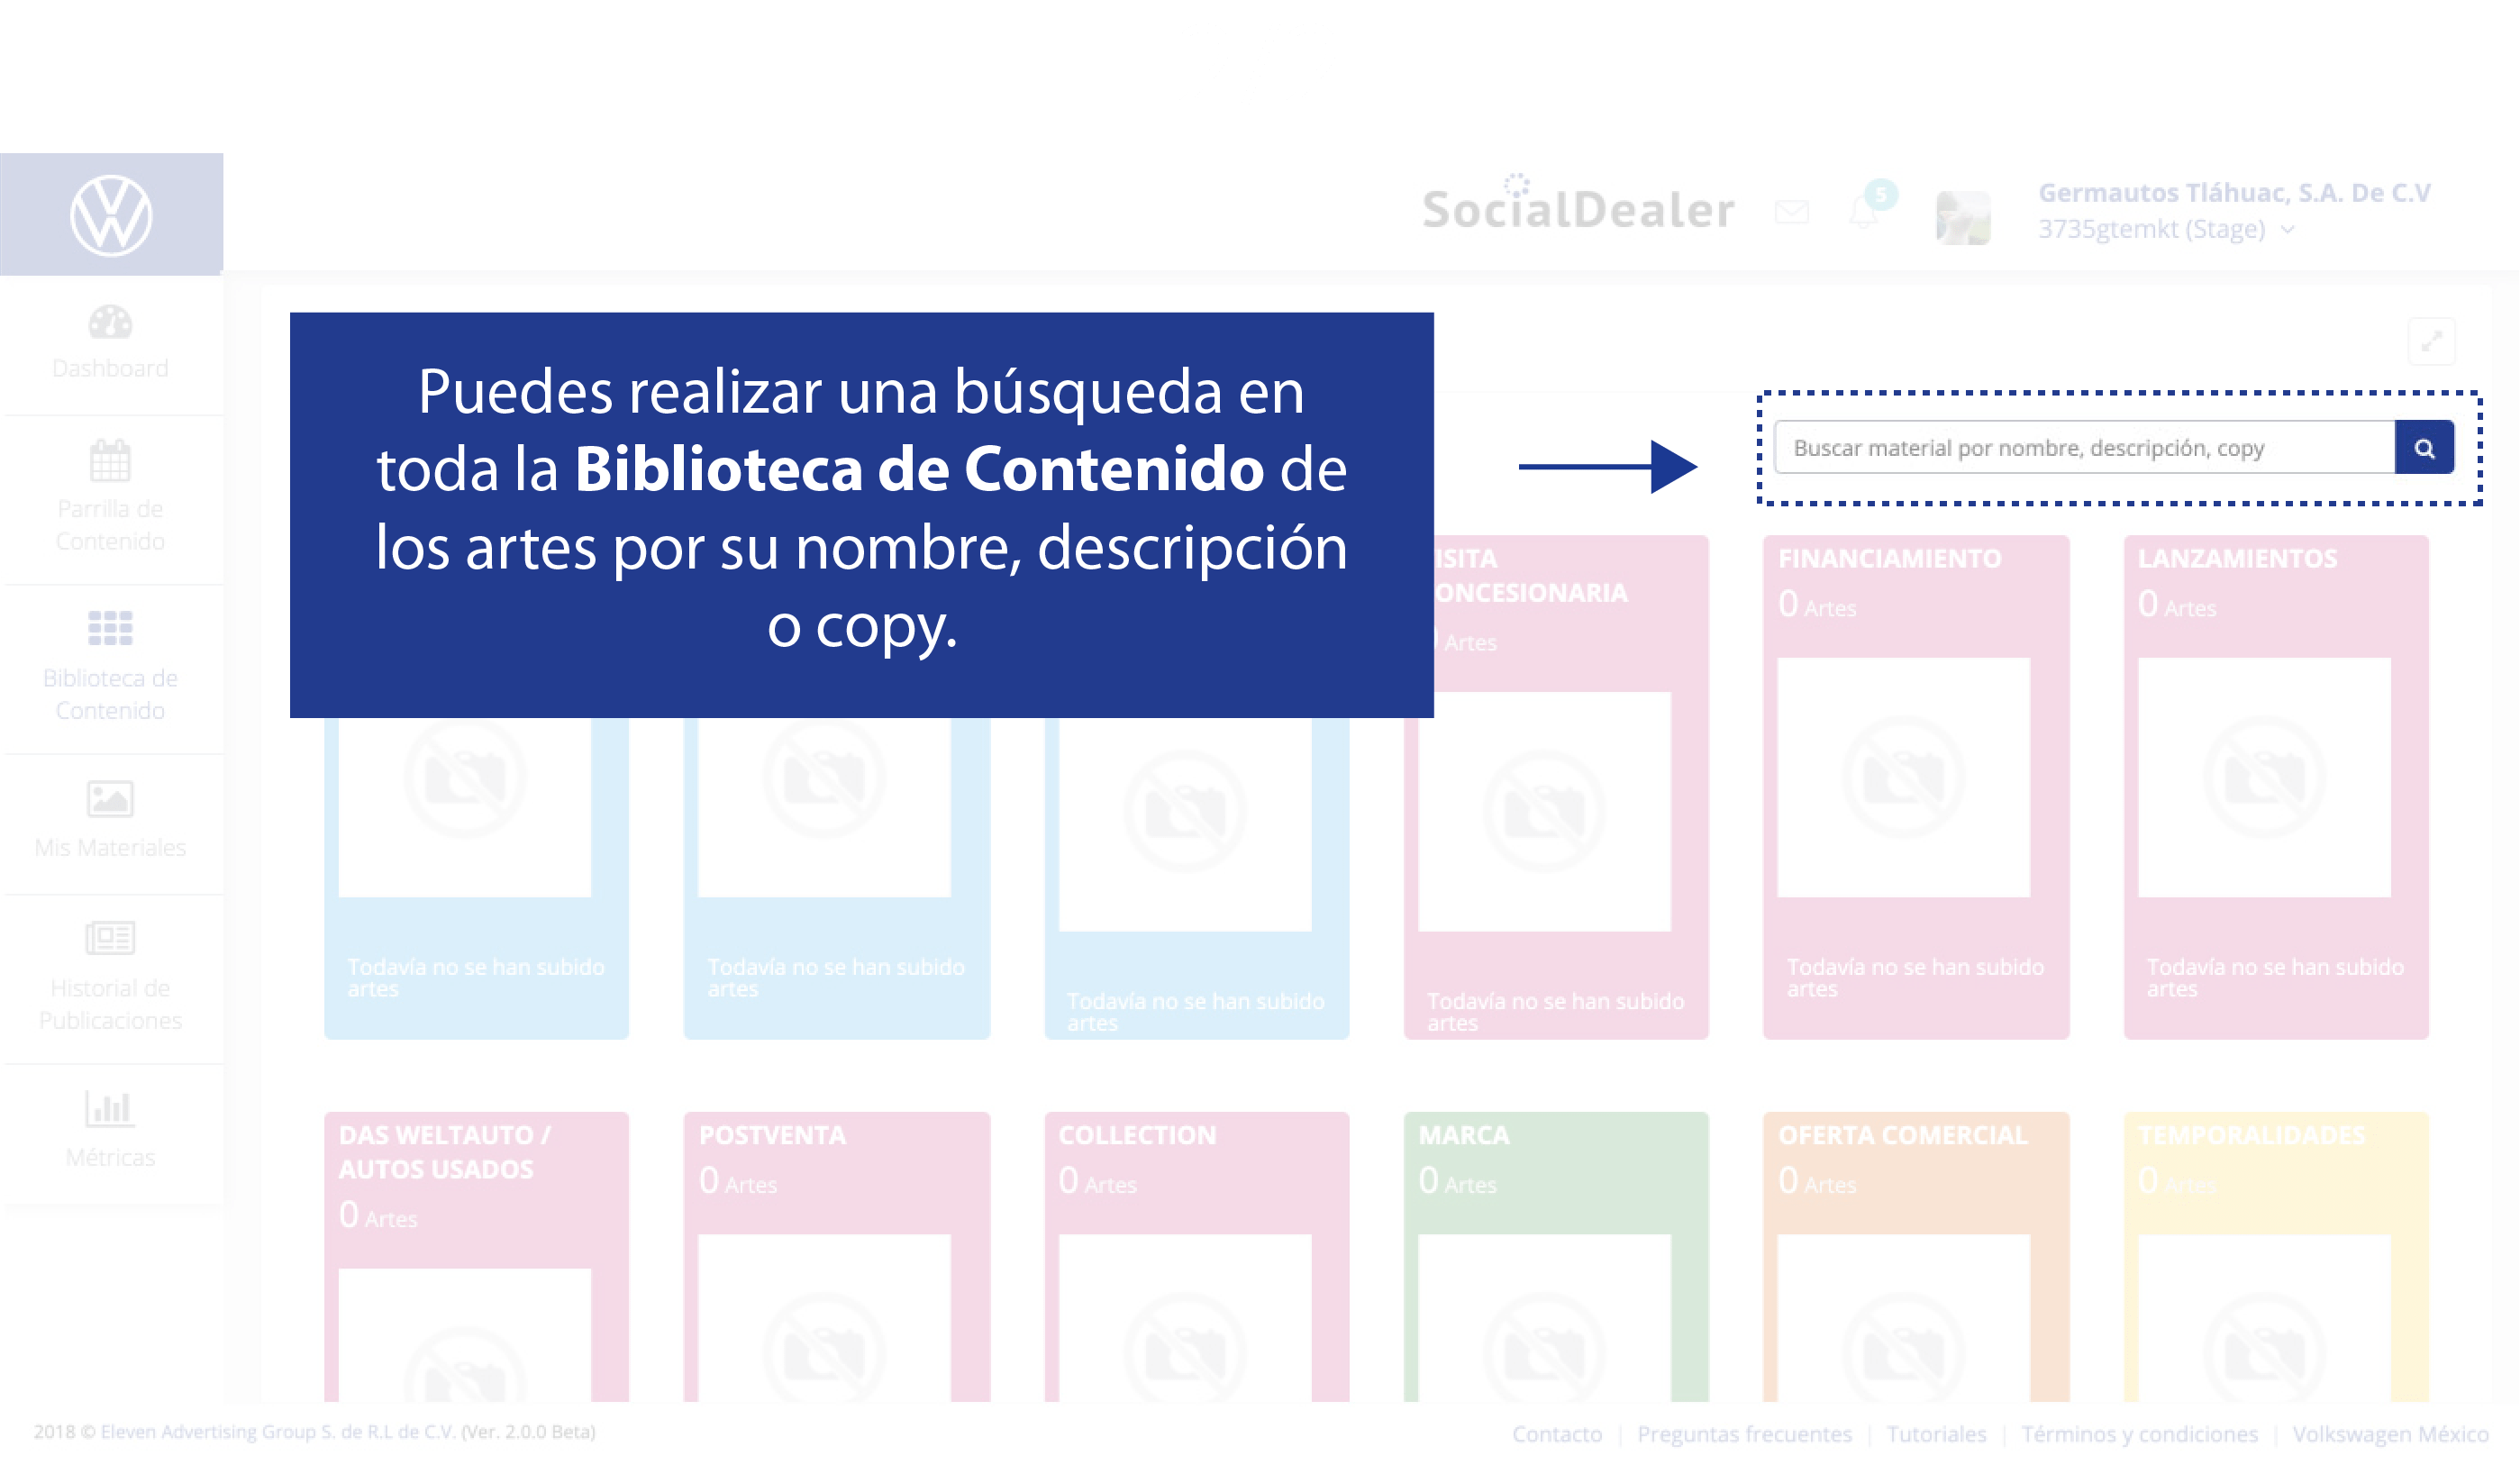 SocialDealer
5
Germautos Tláhuac, S.A. De C.V
3735gtemkt (Stage)
Dashboard
Parrilla de
Contenido
Biblioteca de
Contenido
Mis Materiales
Historial de
Publicaciones
Métricas
Puedes realizar una búsqueda en
toda la Biblioteca de Contenido de
los artes por su nombre, descripción
o copy.
Buscar material por nombre, descripción, copy
ISITA
ONCESIONARIA
Artes
FINANCIAMIENTO
0 Artes
LANZAMIENTOS
0 Artes
Todavía no se han subido
artes
Todavía no se han subido
artes
Todavía no se han subido
artes
Todavía no se han subido
artes
Todavía no se han subido
artes
Todavía no se han subido
artes
DAS WELTAUTO /
AUTOS USADOS
0 Artes
POSTVENTA
0 Artes
COLLECTION
0 Artes
MARCA
0 Artes
OFERTA COMERCIAL
0 Artes
TEMPORALIDADES
0 Artes
2018 © Eleven Advertising Group S. de R.L de C.V. (Ver. 2.0.0 Beta)
Contacto | Preguntas frecuentes | Tutoriales | Términos y condiciones | Volkswagen México